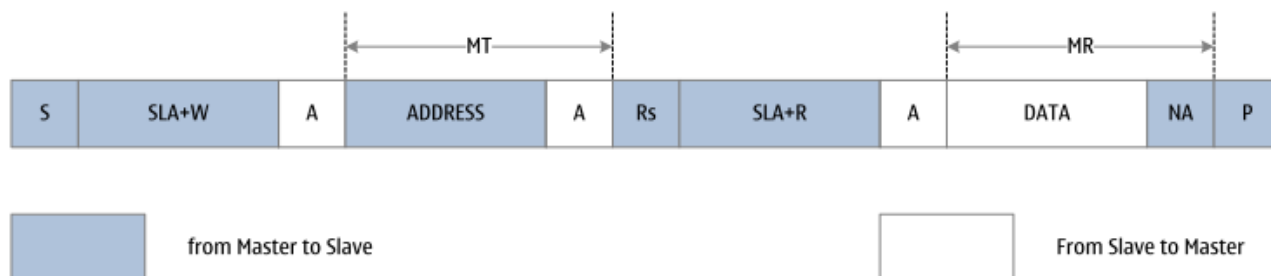 MT MR
S SLA+W A ADDRESS A Rs SLA+R A DATA NA P
from Master to Slave From Slave to Master